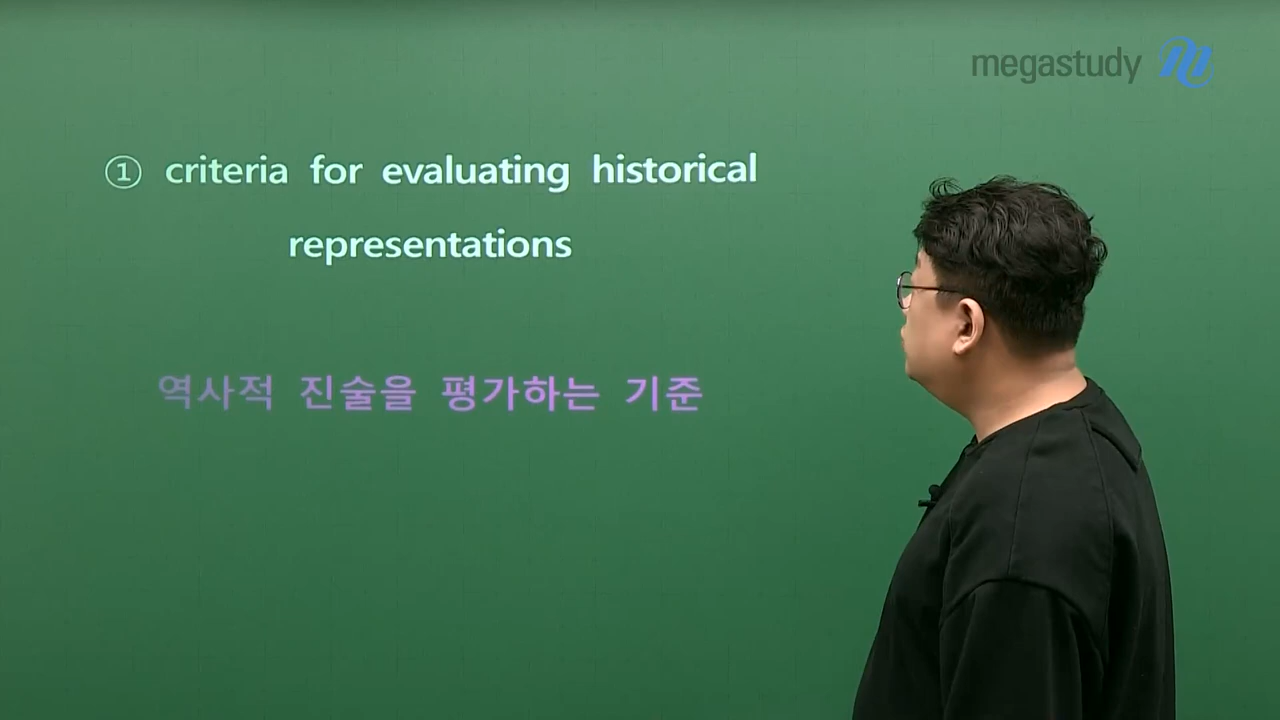 megastudy
① criteria for evaluating historical
representations
역사적 진술을 평가하는 기준